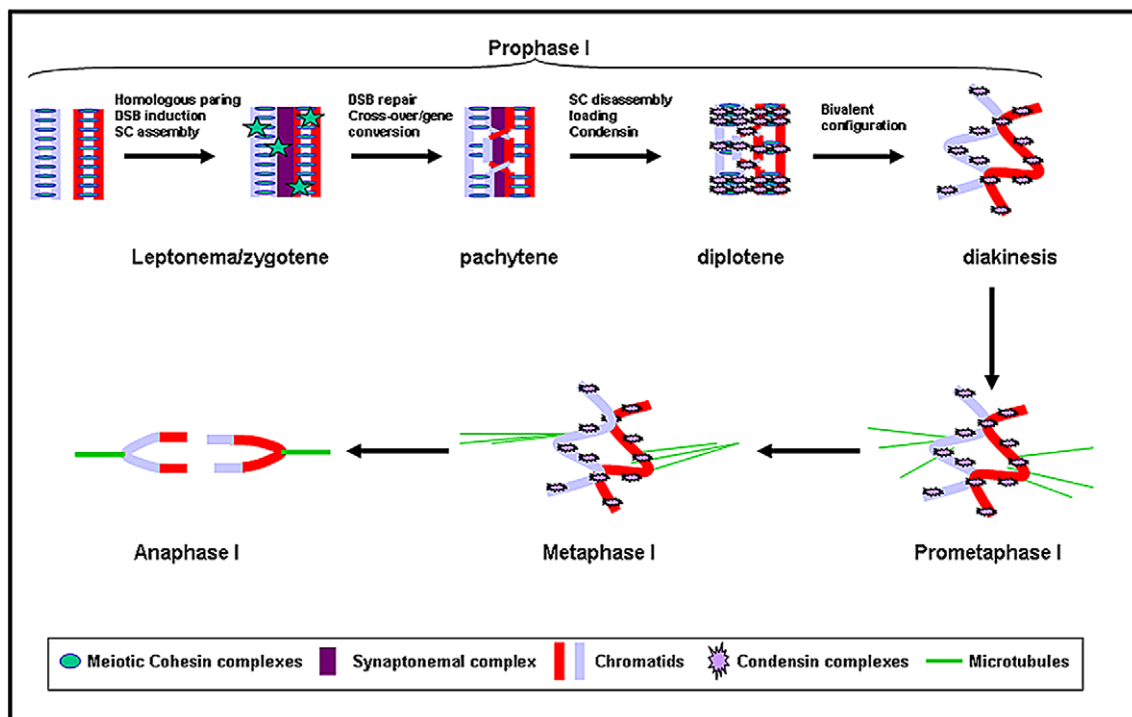 Prophase I
Homologous paring
DSB induction
SC assembly
DSB repair
Cross-over/gene
conversion
SC disassembly
loading
Condensin
Bivalent
configuration
Leptonema/zygotene
pachytene
diplotene
diakinesis
Anaphase I
Metaphase I
Prometaphase I
Meiotic Cohesin complexes
Synaptonemal complex
Chromatids
Condensin complexes
Microtubules